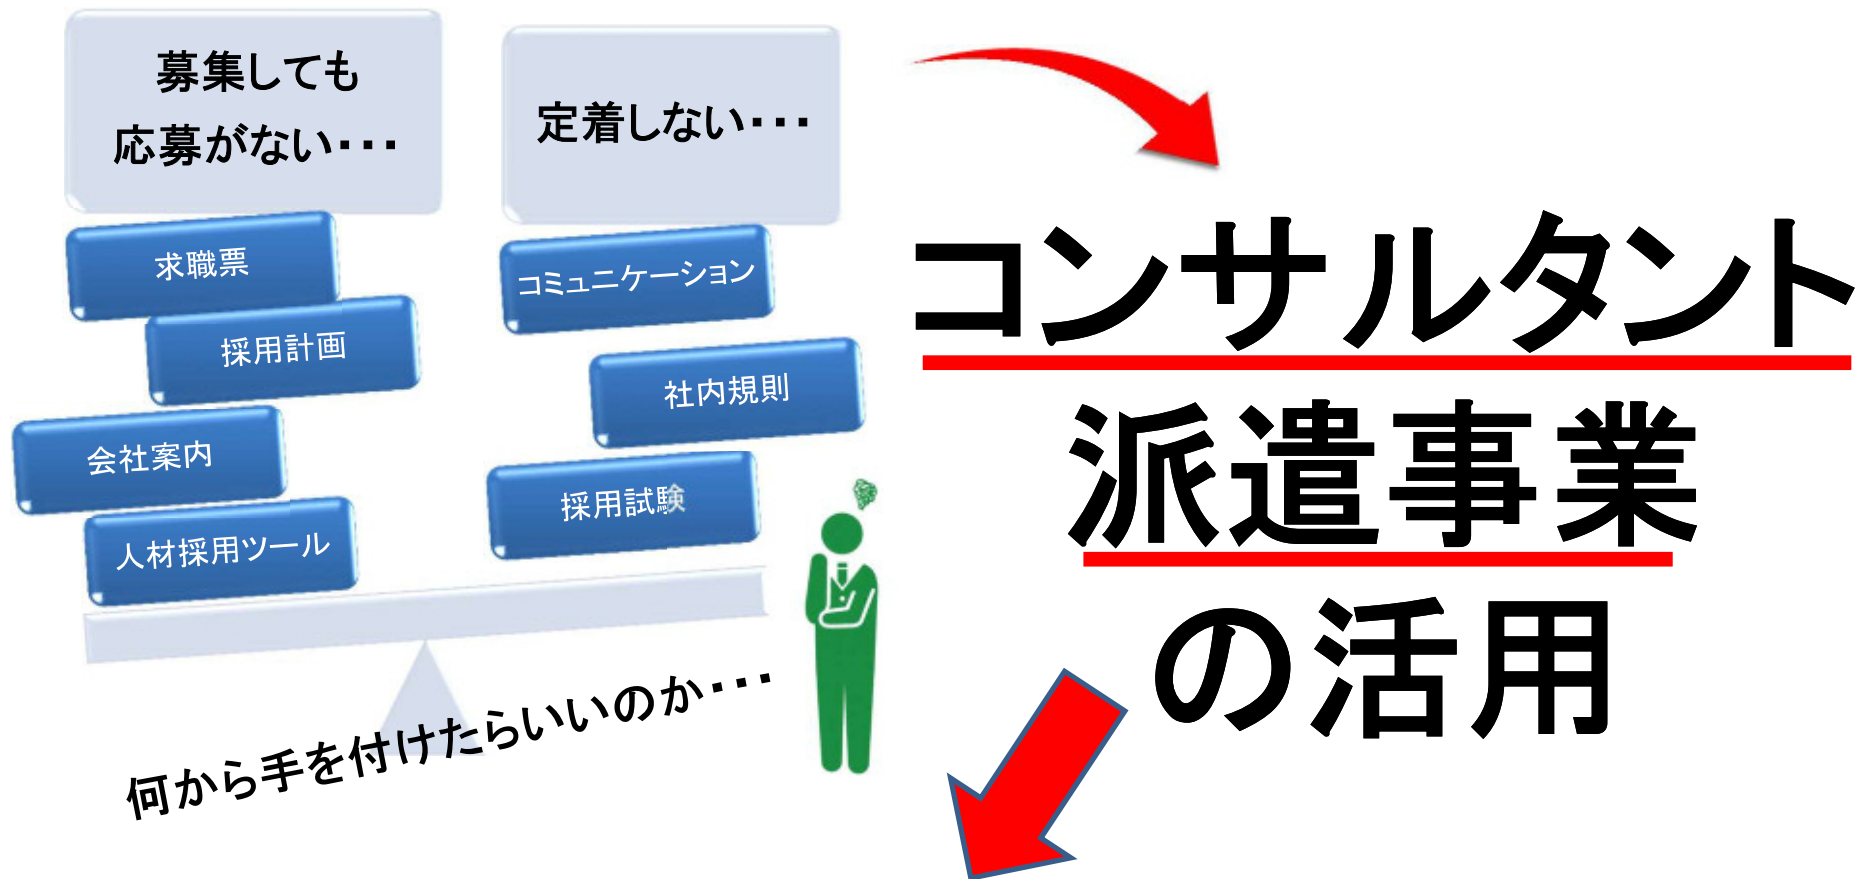 募集しても
応募がない・・・
求職票
採用計画
会社案内
人材採用ツール
定着しない・・・
コミュニケーション
社内規則
採用試験
何から手を付けたらいいのか・・・
コンサルタント
派遣事業
の活用